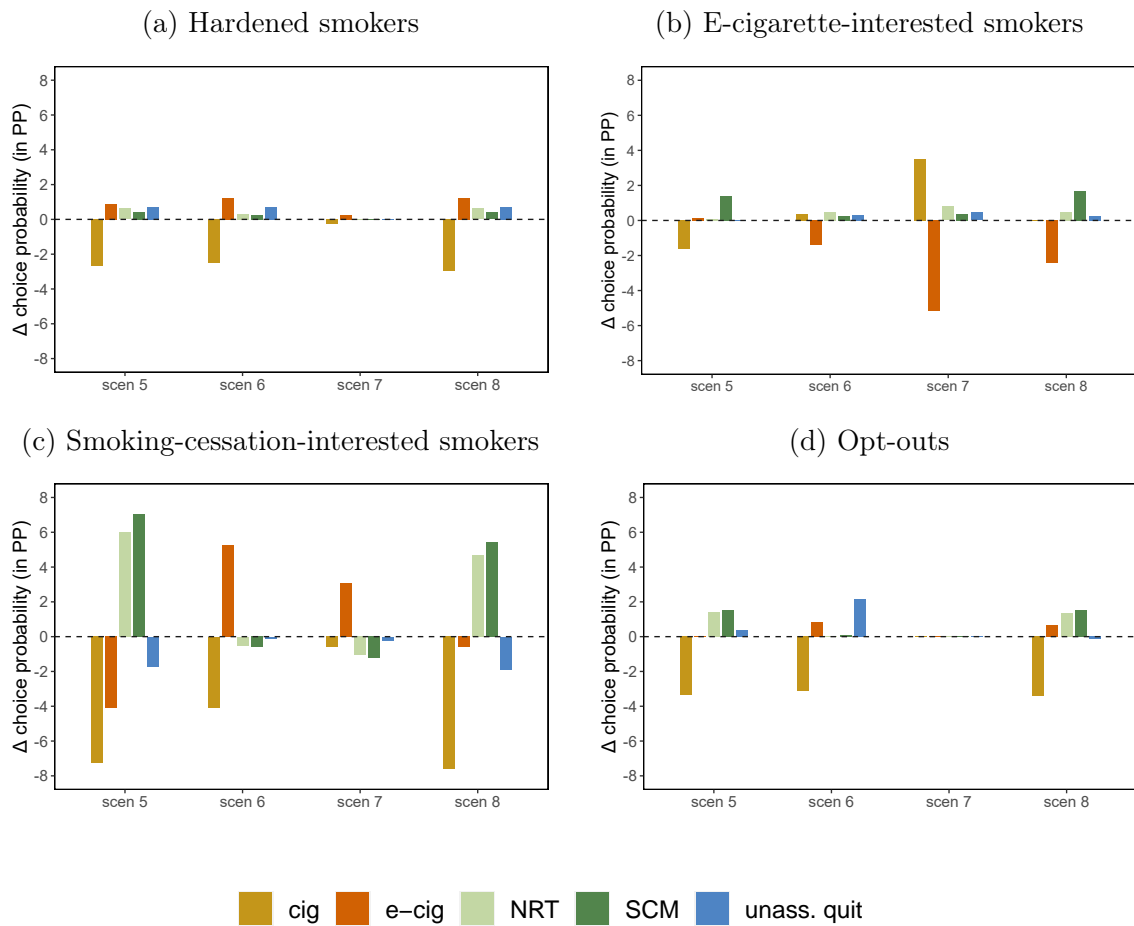 (a) Hardened smokers
(b) E-cigarette-interested smokers
Δ choice probability (in PP)
8
6
4
2
0
-2
-4
-6
-8
scen 5 scen 6 scen 7 scen 8
Δ choice probability (in PP)
8
6
4
2
0
-2
-4
-6
-8
scen 5 scen 6 scen 7 scen 8
(c) Smoking-cessation-interested smokers
(d) Opt-outs
Δ choice probability (in PP)
8
6
4
2
0
-2
-4
-6
-8
scen 5 scen 6 scen 7 scen 8
Δ choice probability (in PP)
8
6
4
2
0
-2
-4
-6
-8
scen 5 scen 6 scen 7 scen 8
cig e−cig NRT SCM unass. quit